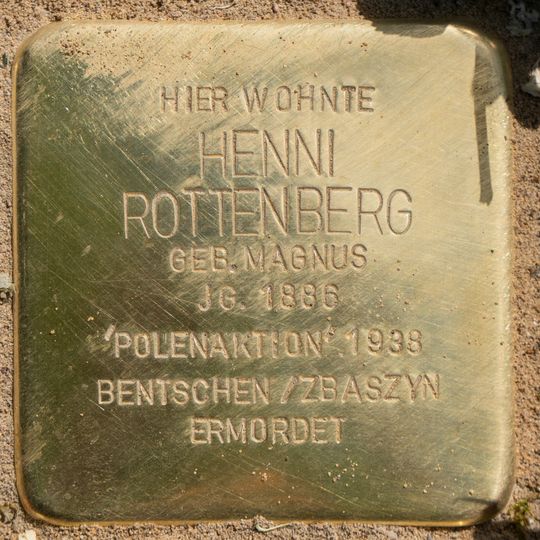 HIER WOHNTE
HENNI
ROTTENBERG
GEB. MAGNUS
JG. 1886
'POLENAKTION' 1938
BENTSCHEN / ZBASZYN
ERMORDET